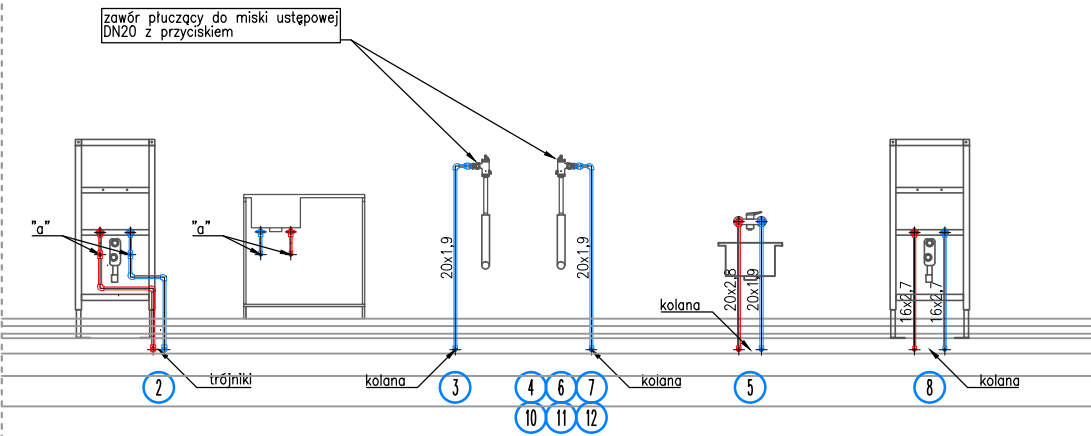 zawór płuczący do miski ustępowej
DN20 z przyciskiem
"a"
"a"
20x1,9
20x1,9
20x2,8
20x1,9
16x2,7
16x2,7
kolana
trójniki
kolana
kolana
kolana
2
3
4
6
7
5
8
10
11
12